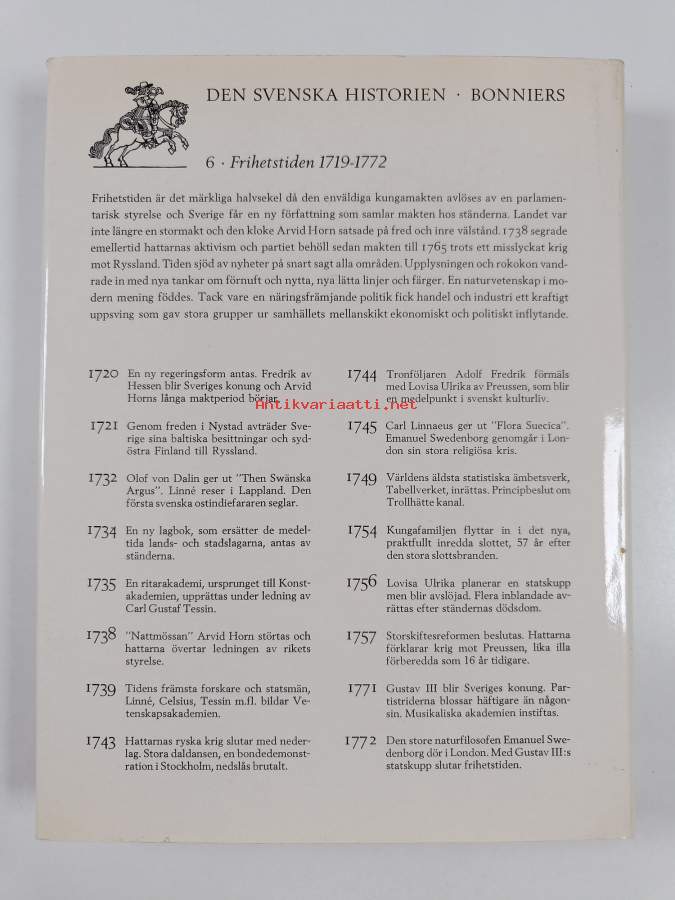 DEN SVENSKA HISTORIEN · BONNIERS
6 · Frihetstiden 1719-1772
Frihetstiden är det märkliga halvsekel då den enväldiga kungamakten avlöses av en parlamen-
tarisk styrelse och Sverige får en ny författning som samlar makten hos ständerna. Landet var
inte längre en stormakt och den kloke Arvid Horn satsade på fred och inre välstånd. 1738 segrade
emellertid hattarnas aktivism och partiet behöll sedan makten till 1765 trots ett misslyckat krig
mot Ryssland. Tiden sjöd av nyheter på snart sagt alla områden. Upplysningen och rokokon vand-
rade in med nya tankar om förnuft och nytta, nya lätta linjer och färger. En naturvetenskap i mo-
dern mening föddes. Tack vare en näringsfrämjande politik fick handel och industri ett kraftigt
uppsving som gav stora grupper ur samhällets mellanskikt ekonomiskt och politiskt inflytande.
1720 En ny regeringsform antas. Fredrik av
Hessen blir Sveriges konung och Arvid
Horns långa maktperiod börjar.
1721 Genom freden i Nystad avträder Sve-
rige sina baltiska besittningar och syd-
östra Finland till Ryssland.
1732 Olof von Dalin ger ut "Then Swänska
Argus". Linné reser i Lappland. Den
första svenska ostindiefararen seglar.
1734 En ny lagbok, som ersätter de medel-
tida lands- och stadslagarna, antas av
ständerna.
1735 En ritarakademi, ursprunget till Konst-
akademien, upprättas under ledning av
Carl Gustaf Tessin.
1738 "Nattmössan" Arvid Horn störtas och
hattarna övertar ledningen av rikets
styrelse.
1739 Tidens främsta forskare och statsmän,
Linné, Celsius, Tessin m.fl. bildar Ve-
tenskapsakademien.
1743 Hattarnas ryska krig slutar med neder-
lag. Stora daldansen, en bondedemonst-
ration i Stockholm, nedslås brutalt.
1744 Tronföljaren Adolf Fredrik förmäls
med Lovisa Ulrika av Preussen, som blir
en medelpunkt i svenskt kulturliv.
1745 Carl Linnaeus ger ut "Flora Suecica".
Emanuel Swedenborg genomgår i Lon-
don sin stora religiösa kris.
1749 Världens äldsta statistiska ämbetsverk,
Tabellverket, inrättas. Principbeslut om
Trollhätte kanal.
1754 Kungafamiljen flyttar in i det nya,
praktfullt inredda slottet, 57 år efter
den stora slottsbranden.
1756 Lovisa Ulrika planerar en statskupp
men blir avslöjad. Flera inblandade av-
rättas efter ständernas dödsdom.
1757 Storskiftesreformen beslutas. Hattarna
förklarar krig mot Preussen, lika illa
förberedda som 16 år tidigare.
1771 Gustav III blir Sveriges konung. Par-
tistriderna blossar häftigare än någon-
sin. Musikaliska akademien instiftas.
1772 Den store naturfilosofen Emanuel Swe-
denborg dör i London. Med Gustav III:s
statskupp slutar frihetstiden.
Antikvariaatti.net